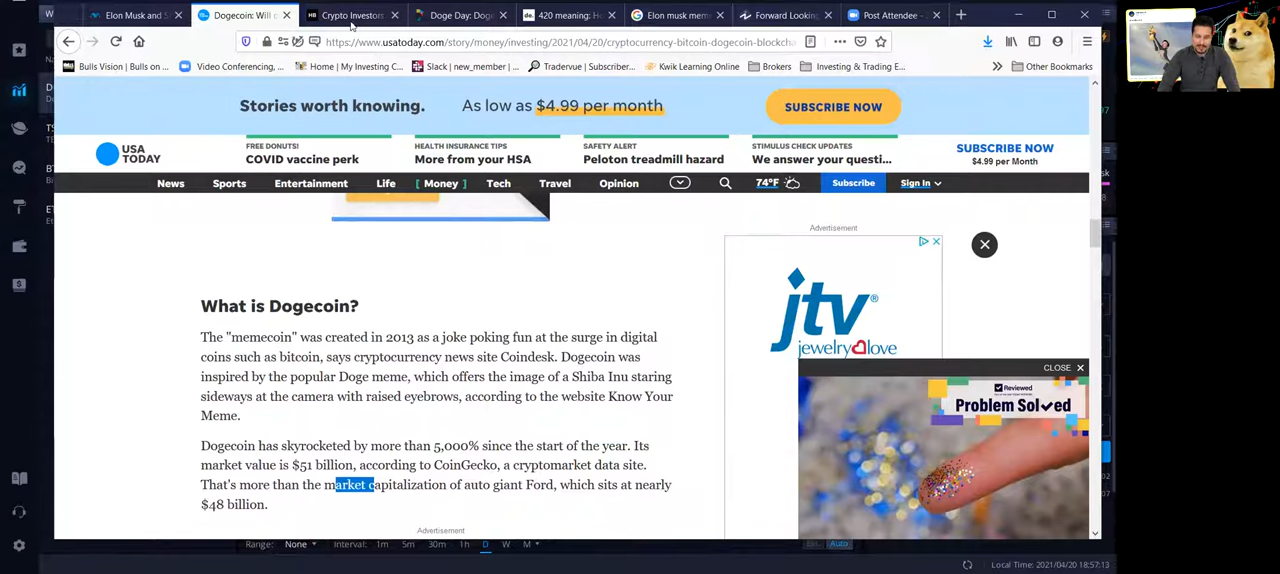 W
Elon Musk and S
Dogecoin: Will
Crypto Investors
Doge Day: Doge
420 meaning: H
Elon musk mem
Forward Looking
Post Attendee -
https://www.usatoday.com/story/money/investing/2021/04/20/cryptocurrency-bitcoin-dogecoin-blockcha
Bulls Vision | Bulls on ...
Video Conferencing, ...
Home | My Investing C...
Slack | new_member | ...
Tradervue | Subscriber...
Kwik Learning Online
Brokers
Investing & Trading E...
Other Bookmarks
Stories worth knowing.
As low as $4.99 per month
SUBSCRIBE NOW
USA
TODAY
FREE DONUTS!
COVID vaccine perk
HEALTH INSURANCE TIPS
More from your HSA
SAFETY ALERT
Peloton treadmill hazard
STIMULUS CHECK UPDATES
We answer your questi...
SUBSCRIBE NOW
$4.99 per Month
News
Sports
Entertainment
Life
[ Money ]
Tech
Travel
Opinion
74°F
Subscribe
Sign In
Advertisement
What is Dogecoin?
The "memecoin" was created in 2013 as a joke poking fun at the surge in digital
coins such as bitcoin, says cryptocurrency news site Coindesk. Dogecoin was
inspired by the popular Doge meme, which offers the image of a Shiba Inu staring
sideways at the camera with raised eyebrows, according to the website Know Your
Meme.
Dogecoin has skyrocketed by more than 5,000% since the start of the year. Its
market value is $51 billion, according to CoinGecko, a cryptomarket data site.
That's more than the market capitalization of auto giant Ford, which sits at nearly
$48 billion.
Advertisement
jtv®
jewelry love
CLOSE
Reviewed
Problem Solved
Range:
None
Interval:
1m
5m
30m
1h
D
W
M
Auto
Local Time: 2021/04/20 18:57:13